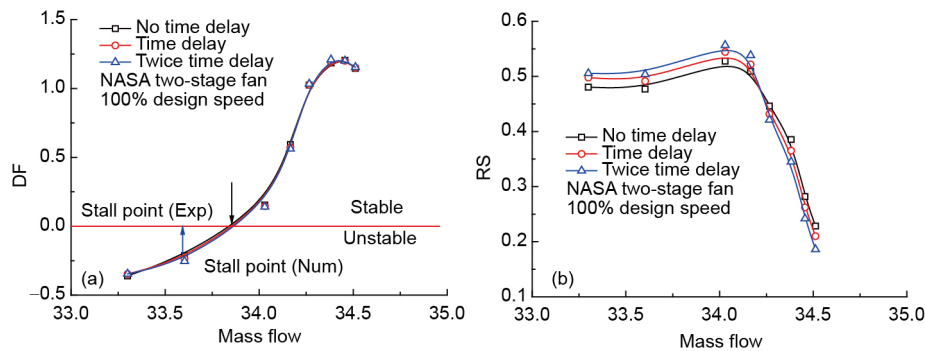 No time delay
Time delay
Twice time delay
NASA two-stage fan
100% design speed
1.5
1.0
0.5
0.0
−0.5
DF
Stall point (Exp)
Stable
Unstable
Stall point (Num)
(a)
33.0
33.5
34.0
34.5
35.0
Mass flow
0.6
0.5
0.4
0.3
0.2
0.1
RS
No time delay
Time delay
Twice time delay
NASA two-stage fan
100% design speed
(b)
33.0
33.5
34.0
34.5
35.0
Mass flow